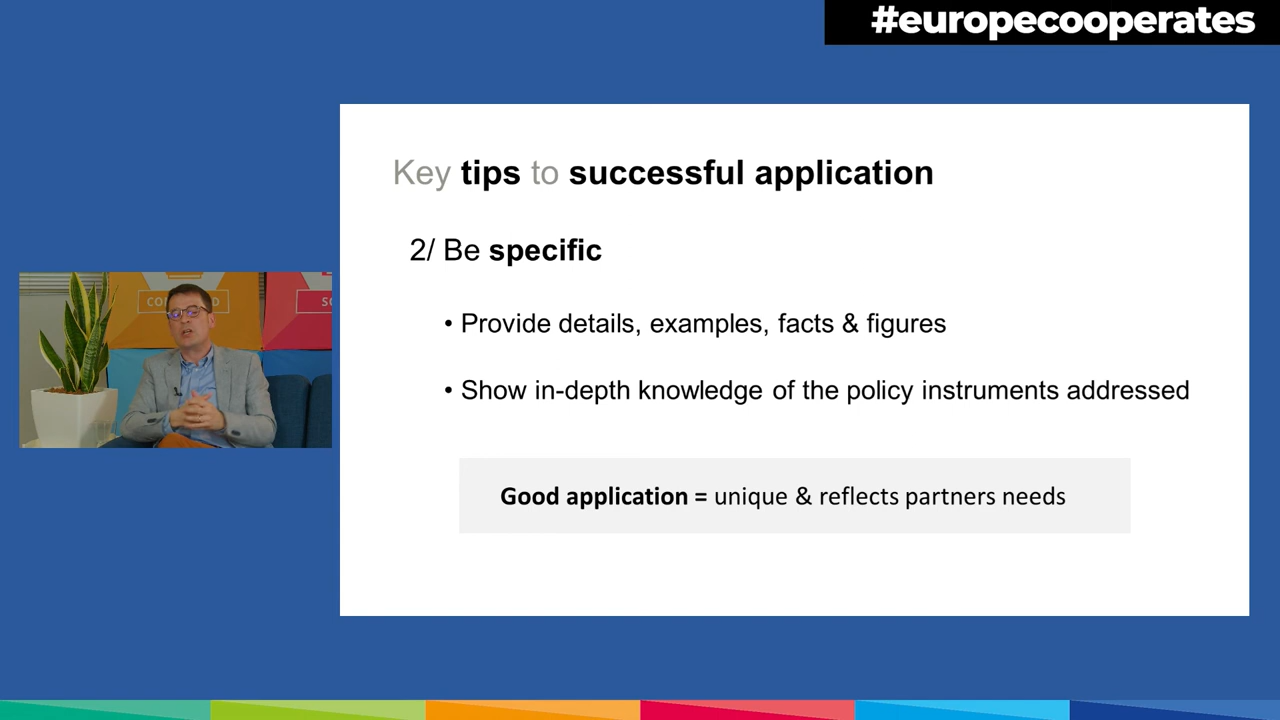 #europecooperates
Key tips to successful application
2/ Be specific
• Provide details, examples, facts & figures
• Show in-depth knowledge of the policy instruments addressed
Good application = unique & reflects partners needs